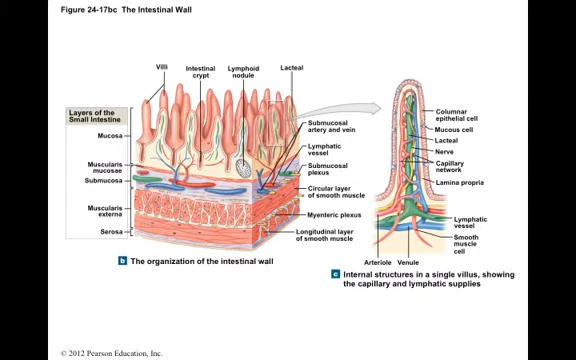 Figure 24-17bc The Intestinal Wall
Villi
Intestinal
crypt
Lymphoid
nodule
Lacteal
Layers of the
Small Intestine
Mucosa
Muscularis
mucosae
Submucosa
Muscularis
externa
Serosa
Submucosal
artery and vein
Lymphatic
vessel
Submucosal
plexus
Circular layer
of smooth muscle
Myenteric plexus
Longitudinal layer
of smooth muscle
b The organization of the intestinal wall
Columnar
epithelial cell
Mucous cell
Lacteal
Nerve
Capillary
network
Lamina propria
Lymphatic
vessel
Smooth
muscle
cell
Arteriole Venule
c Internal structures in a single villus, showing
the capillary and lymphatic supplies
© 2012 Pearson Education, Inc.